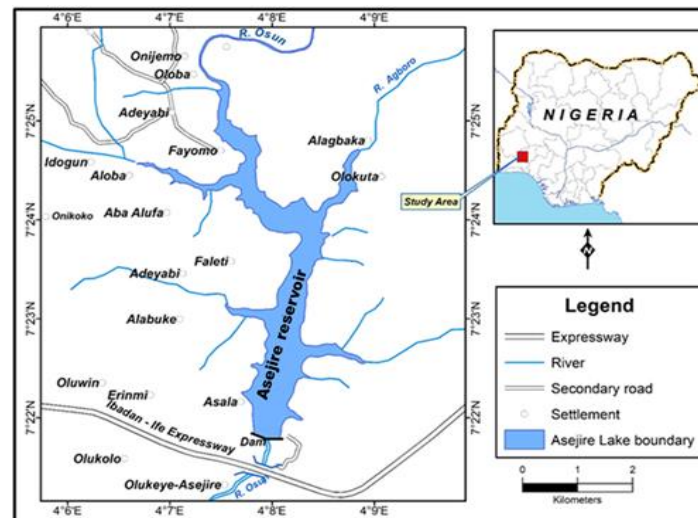 4°6'E 4°7'E 4°8'E 4°9'E
R. Osun
Onijemo
Oloba
R. Agboro
7°25'N
Adeyabi
Alagbaka
Fayomo
Idogun
Aloba
Olokuta
7°24'N
Onikoko
Aba Alufa
Faleti
Adeyabi
7°23'N
Alabuke
Asejire reservoir
Oluwin
Erinmi
Asala
7°22'N
Ibadan - Ife Expressway
Dam
Olukolo
Olukeye-Asejire
R. Osun
7°25'N
7°24'N
7°23'N
7°22'N
4°6'E 4°7'E 4°8'E 4°9'E
NIGERIA
Study Area
N
Legend
Expressway
River
Secondary road
Settlement
Asejire Lake boundary
0 1 2
Kilometers